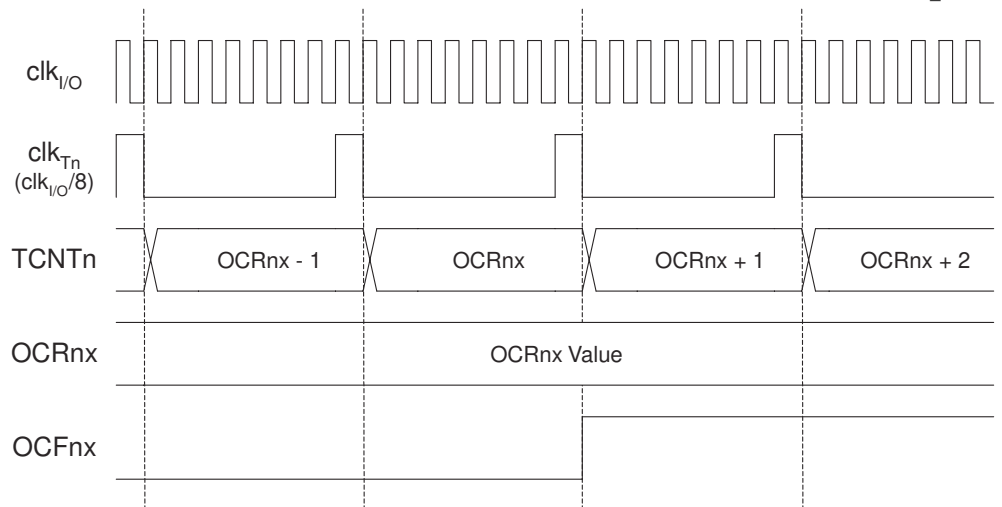 clkI/O
clkTn
(clkI/O/8)
TCNTn
OCRnx - 1
OCRnx
OCRnx + 1
OCRnx + 2
OCRnx
OCRnx Value
OCFnx